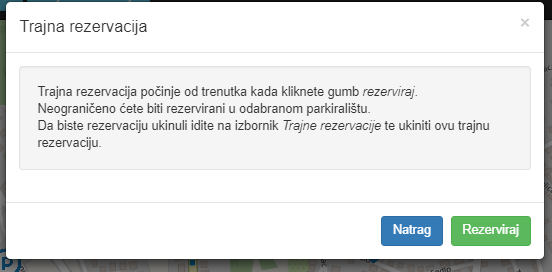 Trajna rezervacija
×
Trajna rezervacija počinje od trenutka kada kliknete gumb rezerviraj.
Neograničeno ćete biti rezervirani u odabranom parkiralištu.
Da biste rezervaciju ukinuli idite na izbornik Trajne rezervacije te ukiniti ovu trajnu
rezervaciju.
Natrag
Rezerviraj
P